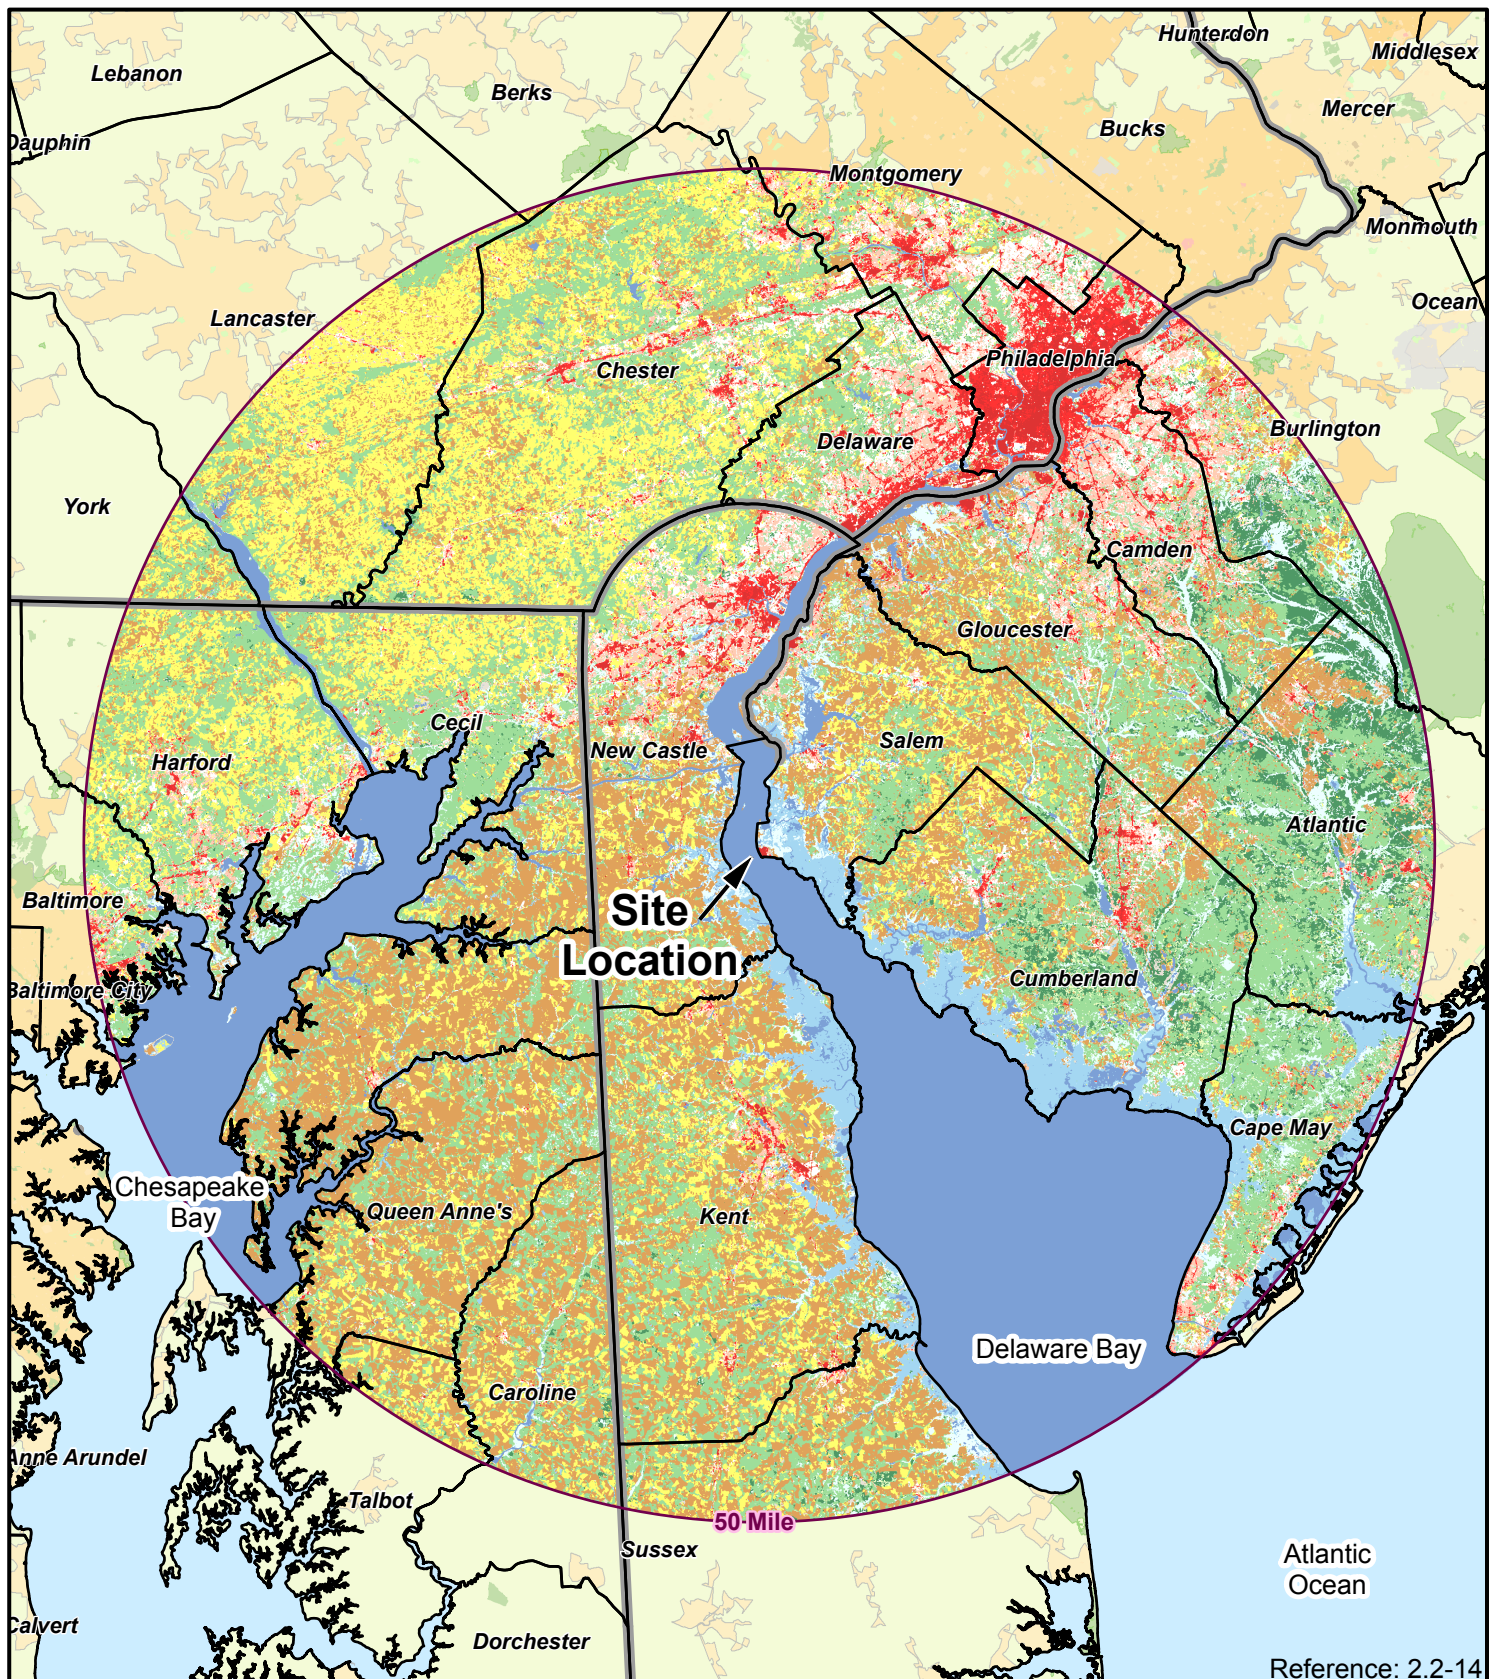 Hunterdon
Middlesex
Lebanon
Berks
Mercer
Bucks
Dauphin
Montgomery
Monmouth
Ocean
Lancaster
Philadelphia
Chester
Burlington
Delaware
York
Camden
Gloucester
Cecil
Salem
New Castle
Harford
Atlantic
Baltimore
Site
Location
Cumberland
Baltimore City
Cape May
Chesapeake
Bay
Queen Anne's
Kent
Delaware Bay
Caroline
Anne Arundel
Talbot
50 Mile
Sussex
Atlantic
Ocean
Calvert
Dorchester
Reference: 2.2-14